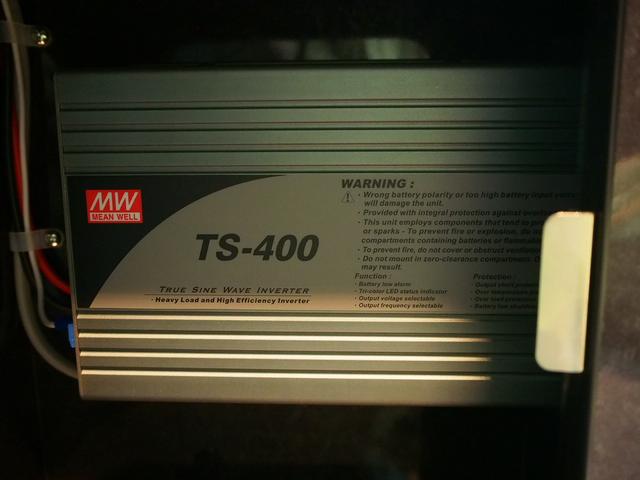 MW
MEAN WELL
TS-400
TRUE SINE WAVE INVERTER
· Heavy Load and High Efficiency Inverter
WARNING :
· Wrong battery polarity or too high battery input
will damage the unit.
· Provided with integral protection against
· This unit employ components that tend to
or sparks - To prevent fire or explosion, do
compartments containing batteries or
· To prevent fire, do not cover or obstruct
· Do not mount in zero-clearance compartment.
may result.
Function :
· Battery low alarm
· Tri-color LED status indicator
· Output voltage selectable
· Output frequency selectable
Protection :
· Output short
· Over
· Over load
· Battery low